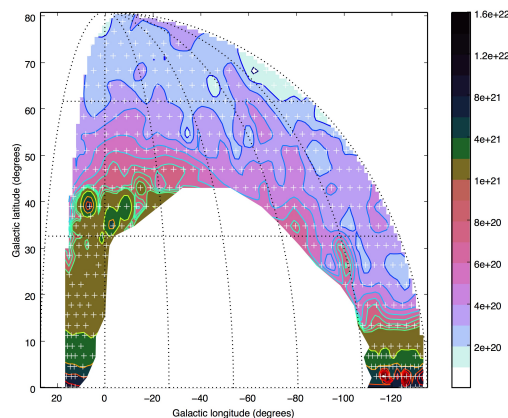 80
70
60
50
40
30
20
10
0
Galactic latitude (degrees)
20 0 −20 −40 −60 −80 −100 −120
Galactic longitude (degrees)
1.6e+22
1.2e+22
8e+21
4e+21
1e+21
8e+20
6e+20
4e+20
2e+20